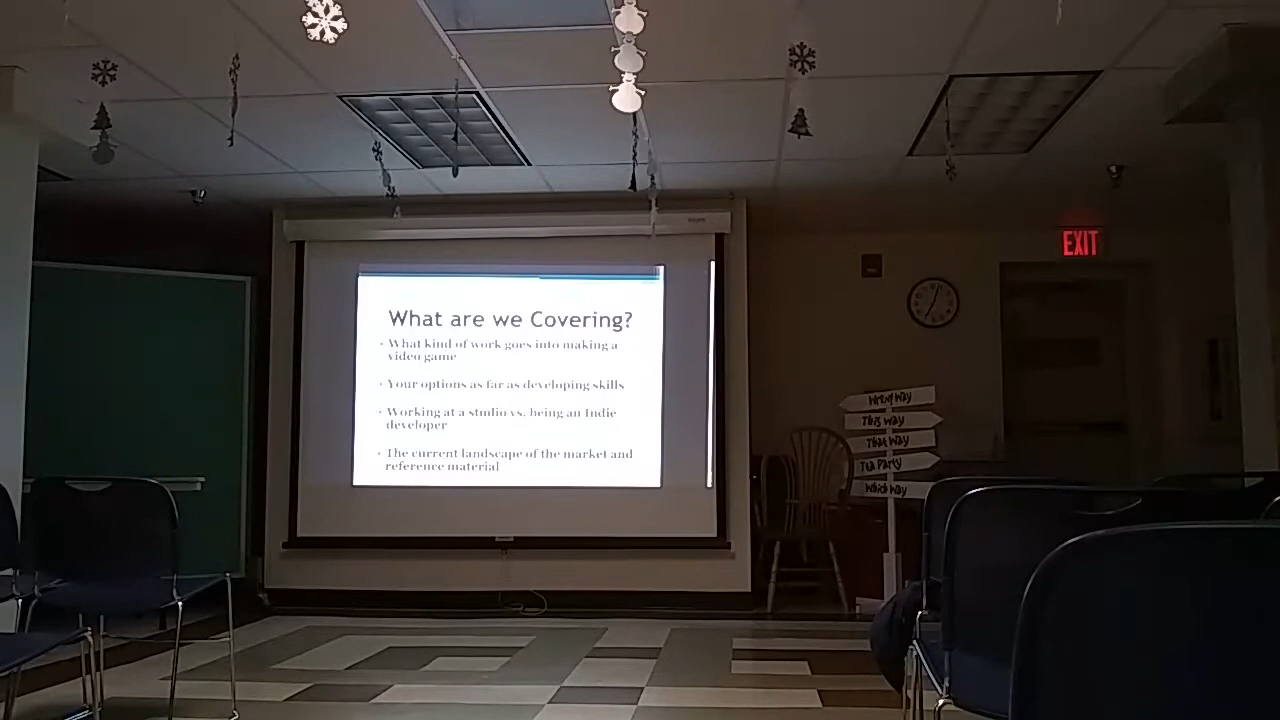 What are we Covering?
• What kind of work goes into making a
video game
• Your options as far as developing skills
• Working at a studio vs. being an Indie
developer
• The current landscape of the market and
reference material
EXIT
This Way
That Way
Tea Party
Which Way